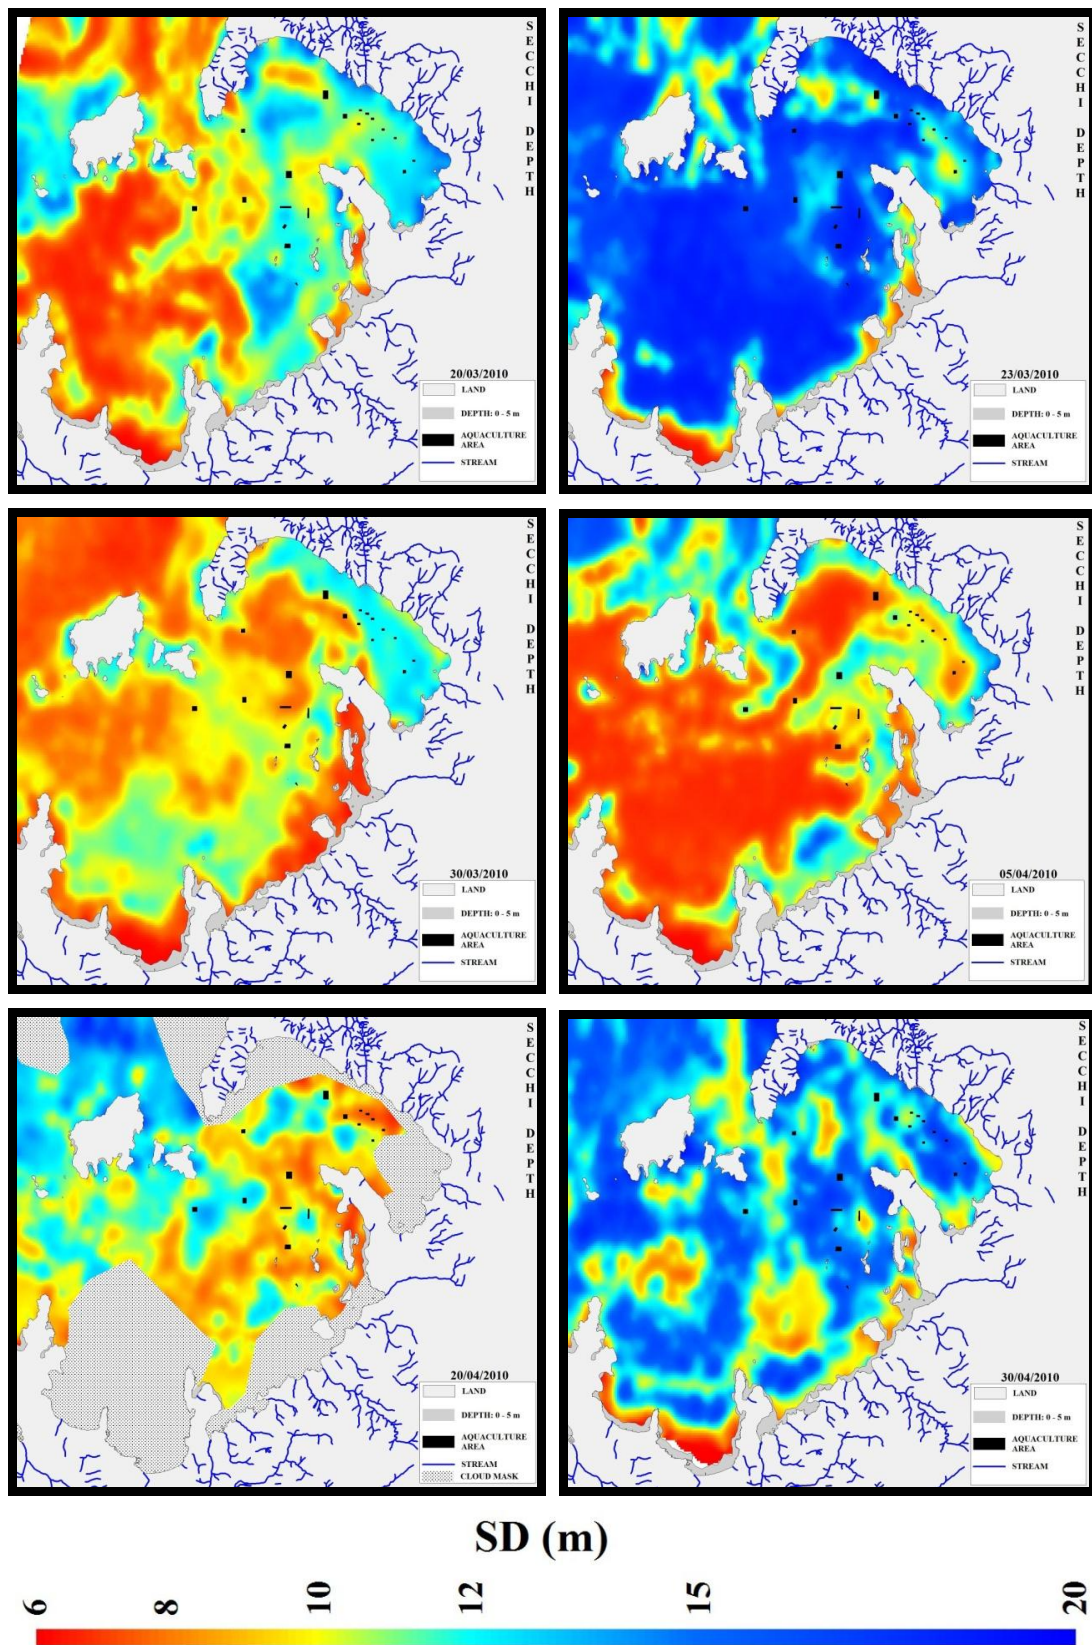 SECCHI DEPTH
20/03/2010
LAND
DEPTH: 0 - 5 m
AQUACULTURE
AREA
STREAM
SECCHI DEPTH
23/03/2010
LAND
DEPTH: 0 - 5 m
AQUACULTURE
AREA
STREAM
SECCHI DEPTH
30/03/2010
LAND
DEPTH: 0 - 5 m
AQUACULTURE
AREA
STREAM
SECCHI DEPTH
05/04/2010
LAND
DEPTH: 0 - 5 m
AQUACULTURE
AREA
STREAM
SECCHI DEPTH
20/04/2010
LAND
DEPTH: 0 - 5 m
AQUACULTURE
AREA
STREAM
CLOUD MASK
SECCHI DEPTH
30/04/2010
LAND
DEPTH: 0 - 5 m
AQUACULTURE
AREA
STREAM
SD (m)
6 8 10 12 15 20